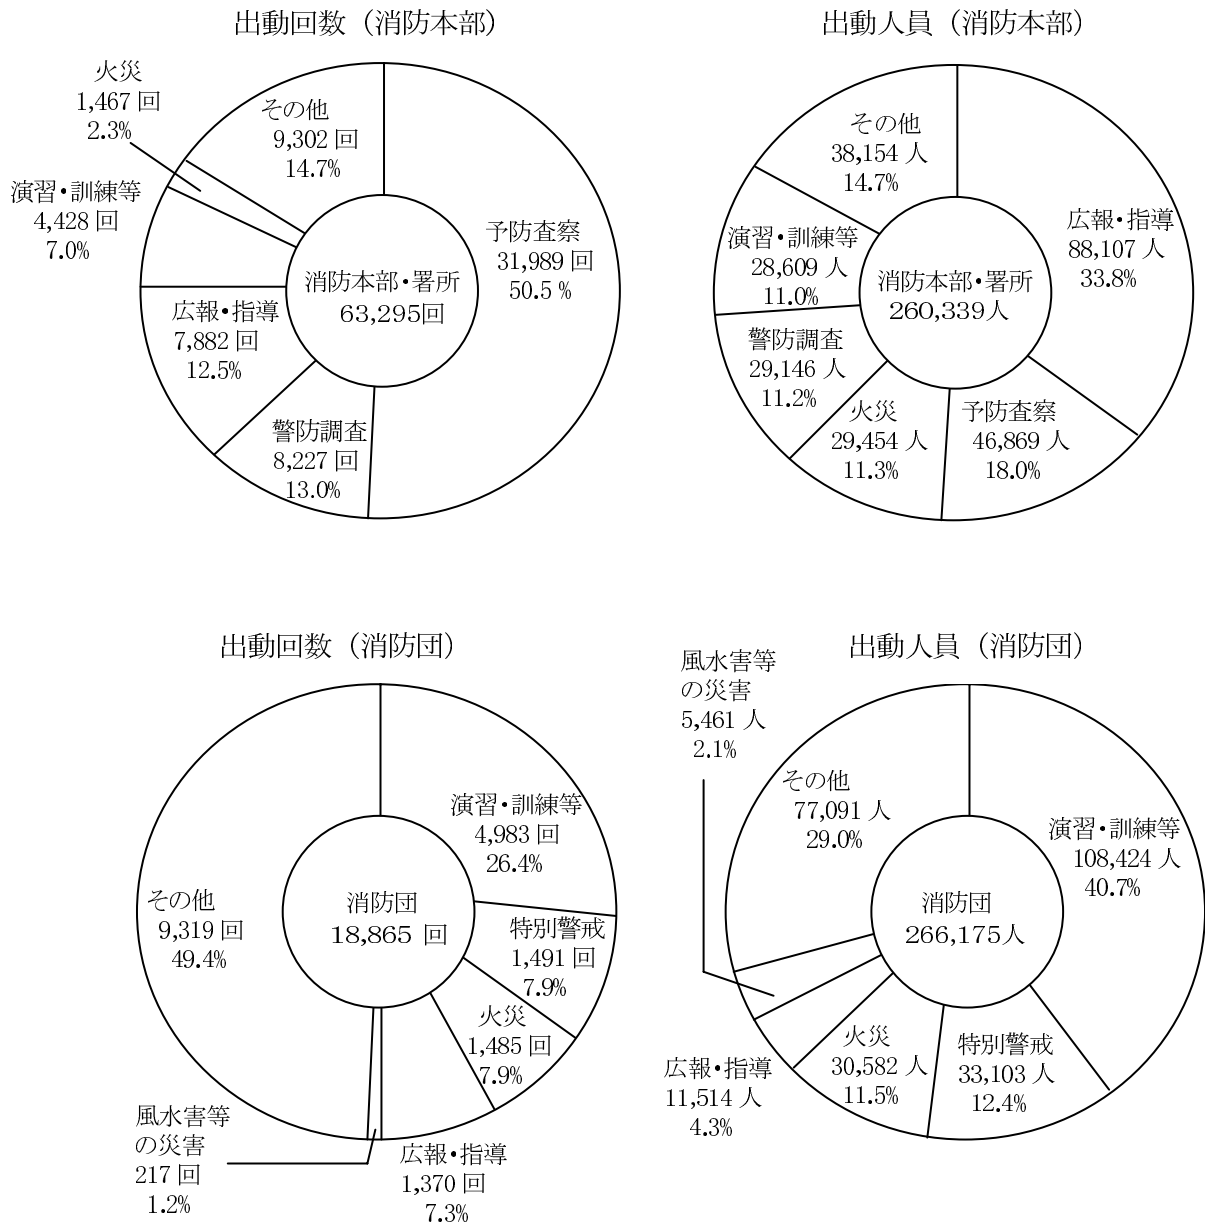 出動回数（消防本部）
火災
1,467 回
2.3%
その他
9,302 回
14.7%
演習・訓練等
4,428 回
7.0%
予防査察
31,989 回
50.5 %
消防本部・署所
63,295回
広報・指導
7,882 回
12.5%
警防調査
8,227 回
13.0%
出動人員（消防本部）
その他
38,154 人
14.7%
広報・指導
88,107 人
33.8%
演習・訓練等
28,609 人
11.0%
消防本部・署所
260,339人
警防調査
29,146 人
11.2%
火災
29,454 人
11.3%
予防査察
46,869 人
18.0%
出動回数（消防団）
演習・訓練等
4,983 回
26.4%
その他
9,319 回
49.4%
消防団
18,865 回
特別警戒
1,491 回
7.9%
火災
1,485 回
7.9%
風水害等
の災害
217 回
1.2%
広報・指導
1,370 回
7.3%
出動人員（消防団）
風水害等
の災害
5,461 人
2.1%
その他
77,091 人
29.0%
演習・訓練等
108,424 人
40.7%
消防団
266,175人
広報・指導
11,514 人
4.3%
火災
30,582 人
11.5%
特別警戒
33,103 人
12.4%